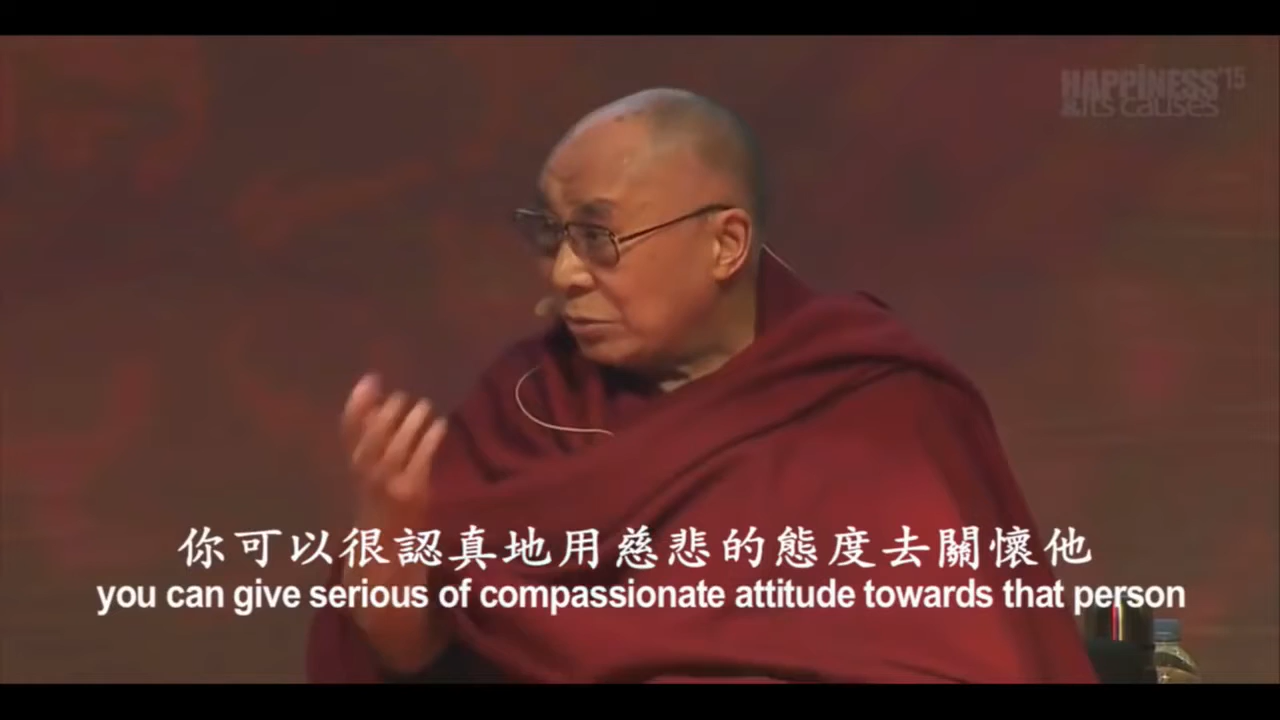 HAPPINESS'15
& ITS CAUSES
你可以很認真地用慈悲的態度去關懷他
you can give serious of compassionate attitude towards that person